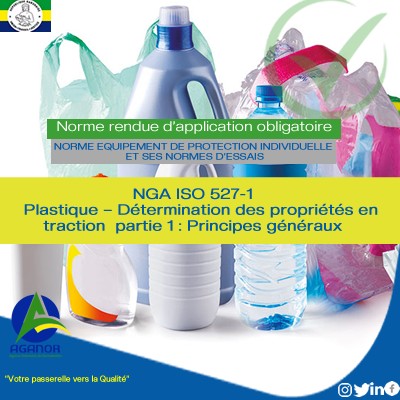 Norme rendue d'application obligatoire
NORME EQUIPEMENT DE PROTECTION INDIVIDUELLE
ET SES NORMES D'ESSAIS
NGA ISO 527-1
Plastique – Détermination des propriétés en
traction partie 1 : Principes généraux
AGANOR
"Votre passerelle vers la Qualité"